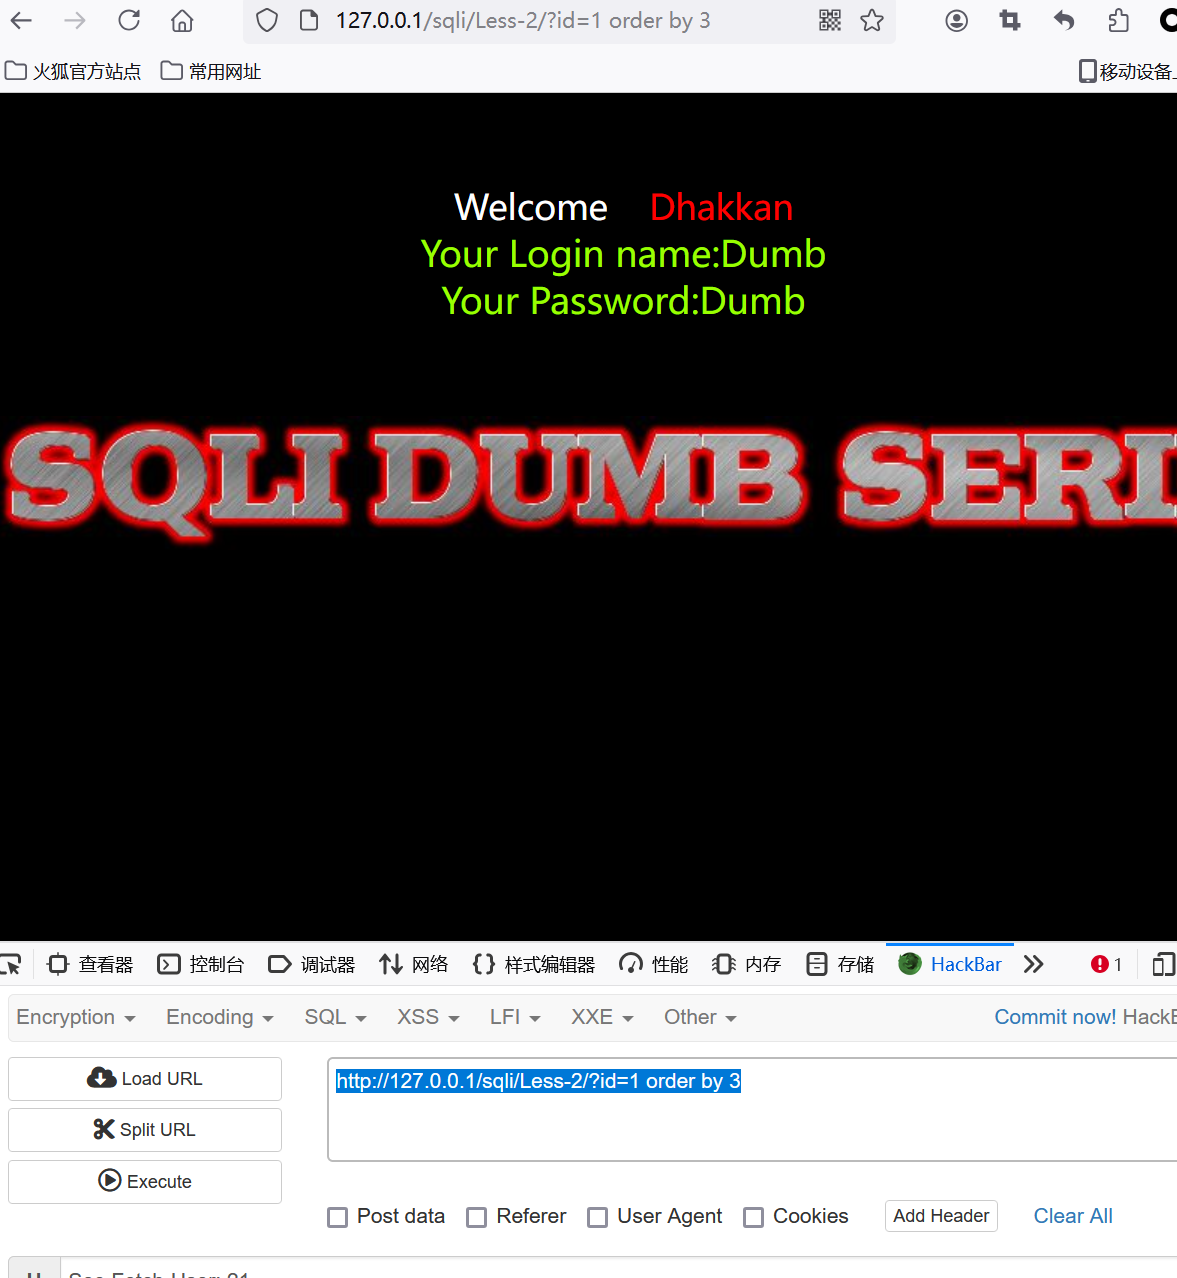 127.0.0.1/sqli/Less-2/?id=1 order by 3
火狐官方站点 常用网址 移动设备上
Welcome Dhakkan
Your Login name:Dumb
Your Password:Dumb
SQLI DUMB SERI
查看器 控制台 调试器 网络 样式编辑器 性能 内存 存储 HackBar 1
Encryption Encoding SQL XSS LFI XXE Other Commit now! HackB
Load URL http://127.0.0.1/sqli/Less-2/?id=1 order by 3
Split URL
Execute
Post data Referer User Agent Cookies Add Header Clear All